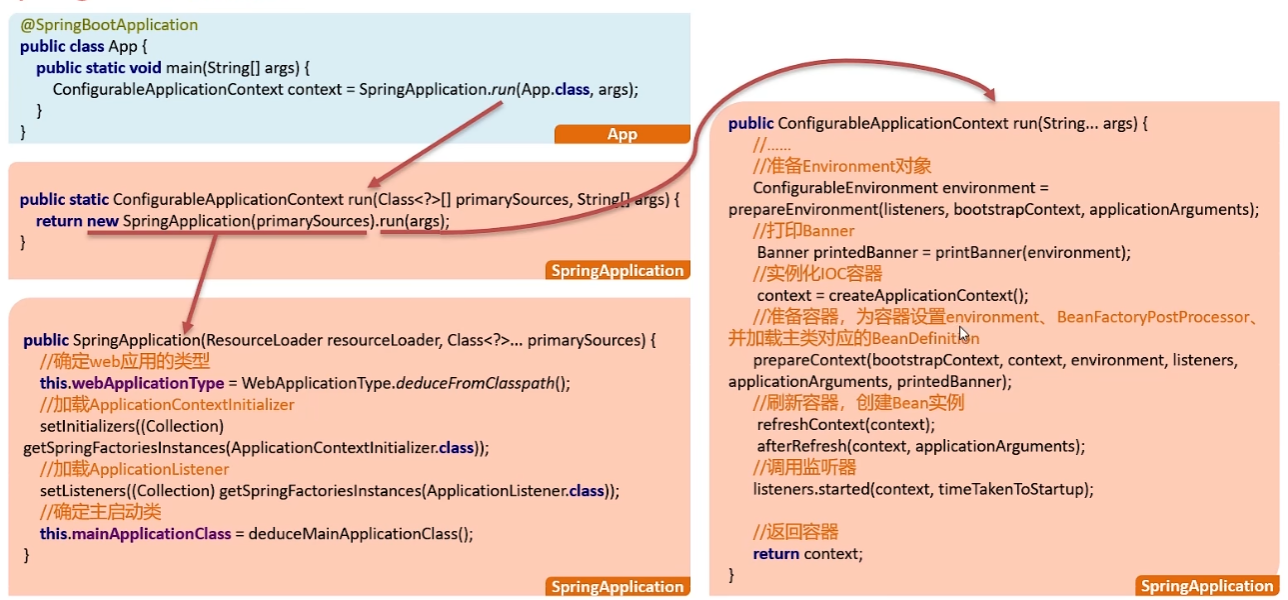 @SpringBootApplication
public class App {
public static void main(String[] args) {
ConfigurableApplicationContext context = SpringApplication.run(App.class, args);
}
}
App
public static ConfigurableApplicationContext run(Class<?>[] primarySources, String[] args) {
return new SpringApplication(primarySources).run(args);
}
SpringApplication
public SpringApplication(ResourceLoader resourceLoader, Class<?>... primarySources) {
//确定web应用的类型
this.webApplicationType = WebApplicationType.deduceFromClasspath();
//加载ApplicationContextInitializer
setInitializers((Collection)
getSpringFactoriesInstances(ApplicationContextInitializer.class));
//加载ApplicationListener
setListeners((Collection) getSpringFactoriesInstances(ApplicationListener.class));
//确定主启动类
this.mainApplicationClass = deduceMainApplicationClass();
}
SpringApplication
public ConfigurableApplicationContext run(String... args) {
//......
//准备Environment对象
ConfigurableEnvironment environment =
prepareEnvironment(listeners, bootstrapContext, applicationArguments);
//打印Banner
Banner printedBanner = printBanner(environment);
//实例化IOC容器
context = createApplicationContext();
//准备容器，为容器设置environment、BeanFactoryPostProcessor、
并加载主类对应的BeanDefinition
prepareContext(bootstrapContext, context, environment, listeners,
applicationArguments, printedBanner);
//刷新容器，创建Bean实例
refreshContext(context);
afterRefresh(context, applicationArguments);
//调用监听器
listeners.started(context, timeTakenToStartup);
//返回容器
return context;
}
SpringApplication